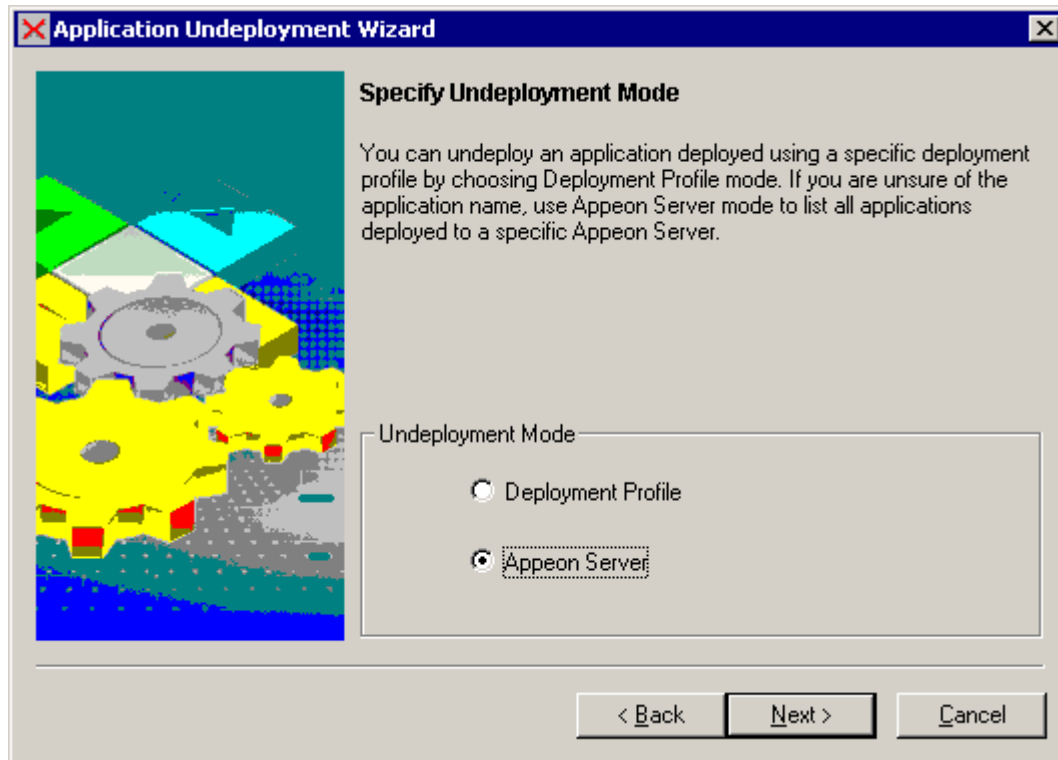 Application Undeployment Wizard
Specify Undeployment Mode
You can undeploy an application deployed using a specific deployment
profile by choosing Deployment Profile mode. If you are unsure of the
application name, use Appeon Server mode to list all applications
deployed to a specific Appeon Server.
Undeployment Mode
Deployment Profile
Appeon Server
< Back
Next >
Cancel